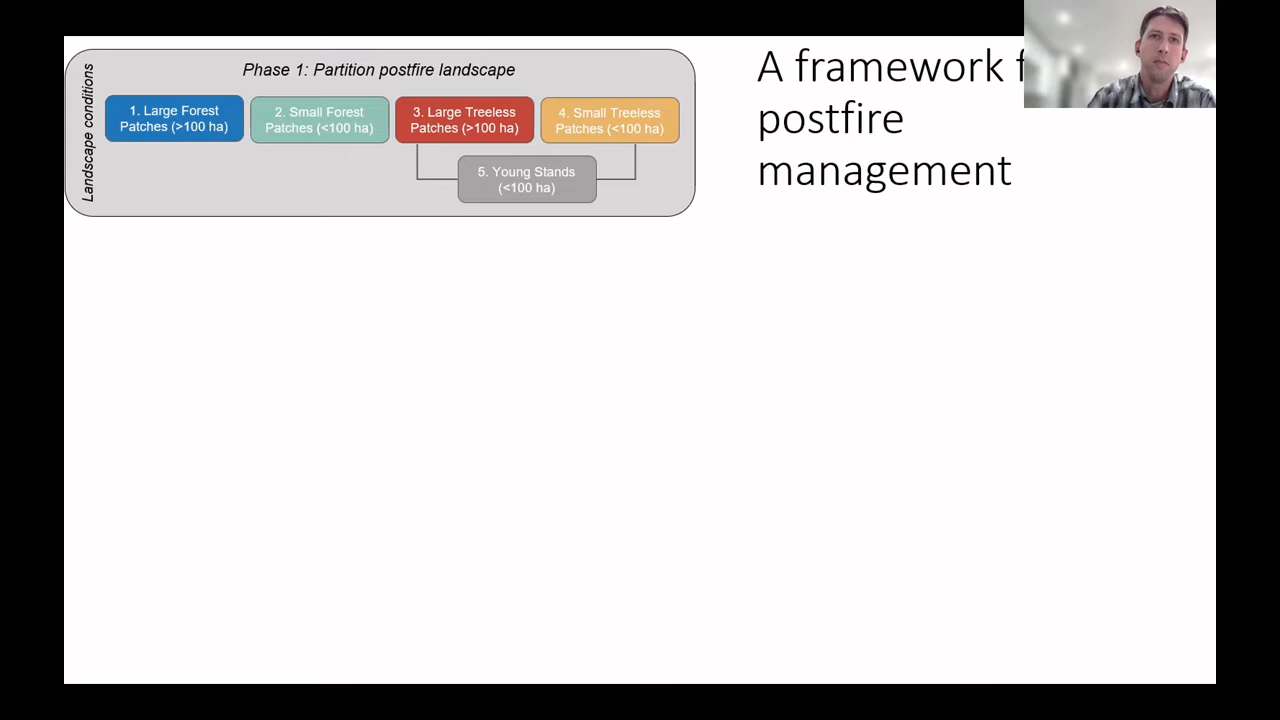 Landscape conditions
Phase 1: Partition postfire landscape
1. Large Forest
Patches (>100 ha)
2. Small Forest
Patches (<100 ha)
3. Large Treeless
Patches (>100 ha)
4. Small Treeless
Patches (<100 ha)
5. Young Stands
(<100 ha)
A framework
postfire
management